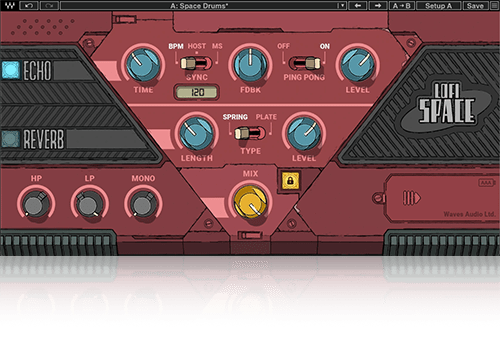 A: Space Drums*
A→B
Setup A
Save
ECHO
BPM HOST MS
SYNC
120
TIME
FDBK
OFF ON
PING PONG
LEVEL
LOFI
SPACE
REVERB
LENGTH
SPRING PLATE
TYPE
LEVEL
HP
LP
MONO
MIX
Waves Audio Ltd.